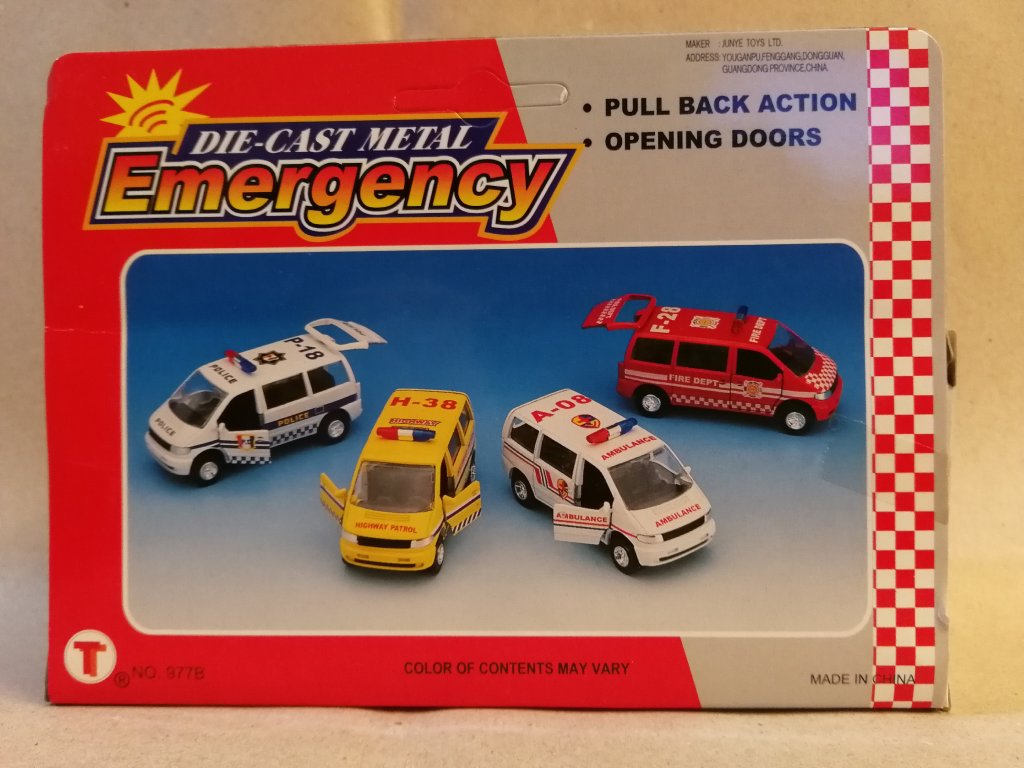 MAKER : JUNYE TOYS LTD.
ADDRESS: YOUGANPU,FENGGANG,DONGGUAN,
GUANGDONG PROVINCE,CHINA.
• PULL BACK ACTION
• OPENING DOORS
DIE-CAST METAL
Emergency
P-18
POLICE
POLICE
POLICE
H-38
HIGHWAY
HIGHWAY PATROL
A-08
AMBULANCE
AMBULANCE
AMBULANCE
F-28
FIRE DEPT
FIRE DEPT
T
® NO. 977B
COLOR OF CONTENTS MAY VARY
MADE IN CHINA